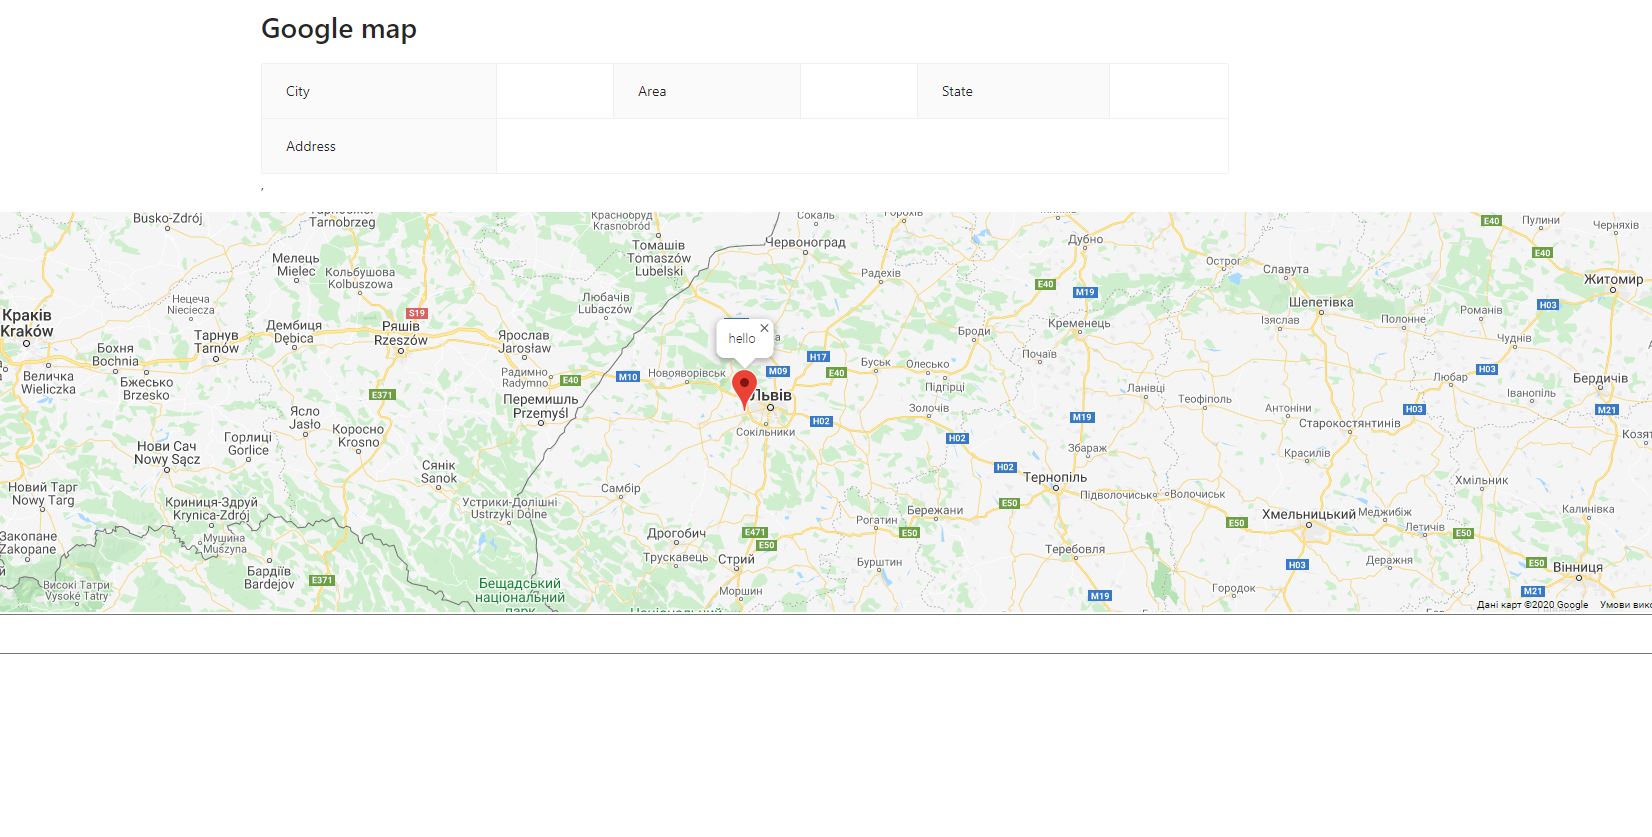 Google map
City
Area
State
Address
,
Busko-Zdrój
Tarnobrzeg
Краснобруд
Krasnobród
Сокаль
E40
Пулини
Черняхів
Томашів
Tomaszów
Lubelski
Червоноград
Дубно
E40
Мелець
Mielec
Кольбушова
Kolbuszowa
Радехів
Острог
Славута
Житомир
Нецеча
Nieciecza
Любачів
Lubaczów
E40
M19
Шепетівка
H03
Романів
Краків
Kraków
S19
Тарнув
Tarnów
Дембиця
Dębica
Ряшів
Rzeszów
Ярослав
Jarosław
hello
Броди
Кременець
Ізяслав
Полонне
Чуднів
Бохня
Bochnia
Величка
Wieliczka
Бжесько
Brzesko
Радимно
Radymno
E40
M10
Новояворівськ
M09
H17
E40
Буськ
Олесько
Почаїв
H03
Любар
Бердичів
E371
Перемишль
Przemyśl
Львів
Підгірці
Ланівці
Іванопіль
Ясло
Jasło
H02
Золочів
M19
Теофіполь
Антоніни
H03
M21
Старокостянтинів
Горлиці
Gorlice
Коросно
Krosno
Сокільники
H02
Нови Сач
Nowy Sącz
Збараж
Красилів
Сянік
Sanok
H02
Тернопіль
Хмільник
Новий Тарг
Nowy Targ
Самбір
Підволочиськ
Волочиськ
Криниця-Здруй
Krynica-Zdrój
Устрики-Долішні
Ustrzyki Dolne
E50
Бережани
Хмельницький
Меджибіж
Калинівка
Рогатин
E50
E50
Летичів
E50
Закопане
Zakopane
Мушина
Muszyna
Дрогобич
E471
E50
Трускавець
Стрий
Теребовля
Бурштин
H03
Деражня
E50
Вінниця
Бардіїв
Bardejov
E371
Високі Татри
Vysoké Tatry
Бещадський
національний
парк
Моршин
M19
Городок
M21
Національний
Дані карт ©2020 Google
Умови